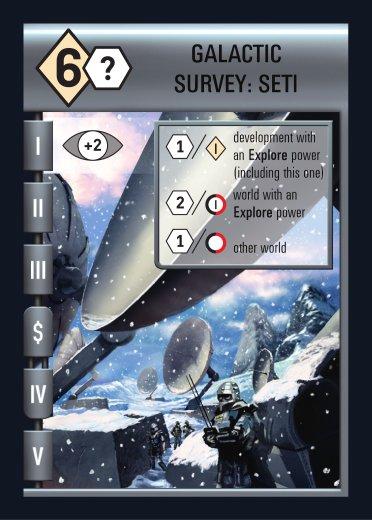 6 ?
GALACTIC
SURVEY: SETI
I
+2
1 / I development with
an Explore power
(including this one)
II
2 / I world with an
Explore power
1 / other world
III
$
IV
V